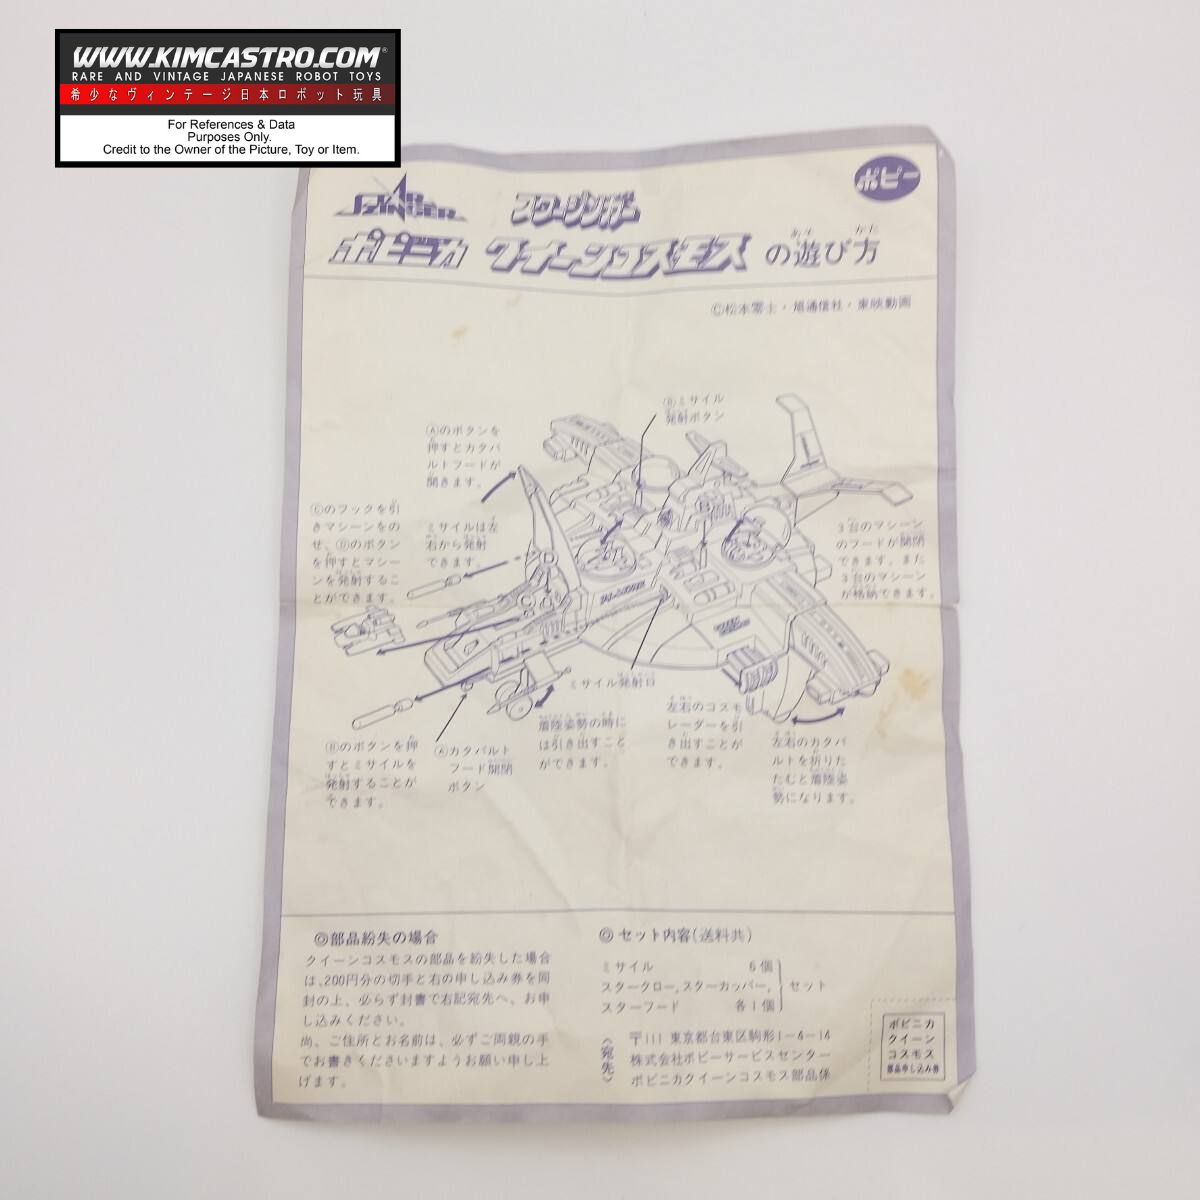 WWW.KIMCASTRO.COM®
RARE AND VINTAGE JAPANESE ROBOT TOYS
希少なヴィンテージ日本ロボット玩具
For References & Data
Purposes Only.
Credit to the Owner of the Picture, Toy or Item.
ポピー
STAR SZINGER
スタージンガー
ポピニカ クイーンコスモスの遊び方
©松本零士・旭通信社・東映動画
Ⓑミサイル
発射ボタン
Ⓐのボタンを
押すとカタパ
ルトフードが
開きます。
Ⓒのフックを引
きマシーンをの
せ、Ⓓのボタン
を押すとマシー
ンを発射するこ
とができます。
ミサイルは左
右から発射
できます。
3台のマシーン
のフードが開閉
できます。また
3台のマシーン
が格納できます。
ミサイル発射口
Ⓑのボタンを押
すとミサイルを
発射することが
できます。
Ⓐカタパルト
フード開閉
ボタン
着陸姿勢の時に
は引き出すこと
ができます。
左右のコスモ
レーダーを引
き出すことが
できます。
左右のカタパ
ルトを折りた
たむと着陸姿
勢になります。
◎部品紛失の場合
クイーンコスモスの部品を紛失した場合
は、200円分の切手と右の申し込み券を同
封の上、必らず封書で右記宛先へ、お申
し込みください。
尚、ご住所とお名前は、必ずご両親の手
でお書きくださいますようお願い申し上
げます。
◎セット内容(送料共)
ミサイル 6個
スタークロー,スターカッパー, セット
スターフード 各1個
《宛先》
〒111 東京都台東区駒形1-4-14
株式会社ポピーサービスセンター
ポピニカクイーンコスモス部品係
ポピニカ
クイーン
コスモス
部品申し込み券